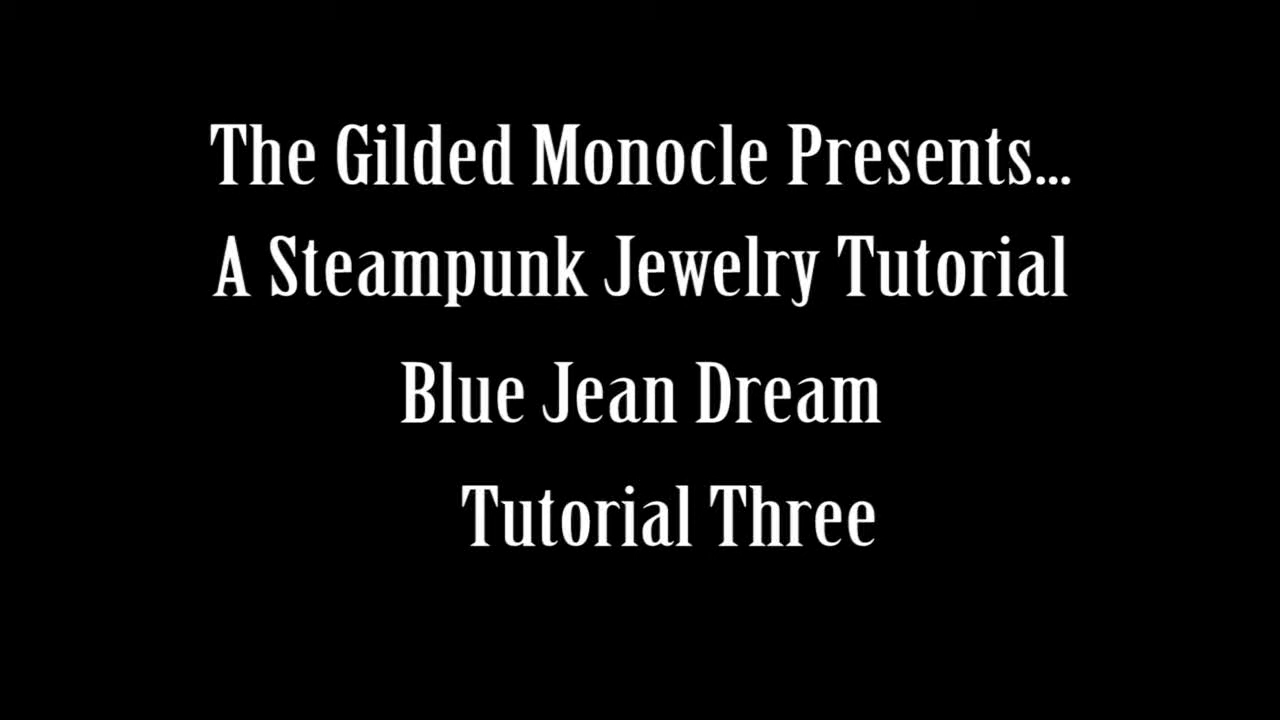 The Gilded Monocle Presents...
A Steampunk Jewelry Tutorial
Blue Jean Dream
Tutorial Three